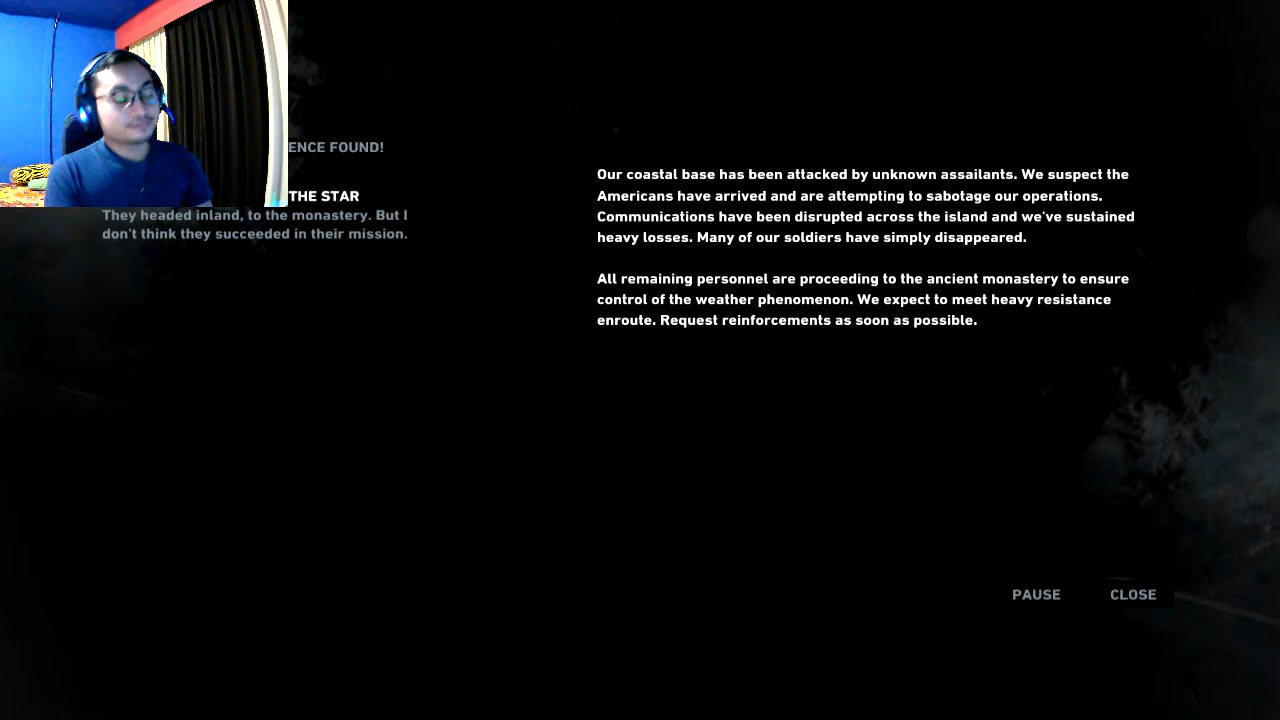 ENCE FOUND!
THE STAR
They headed inland, to the monastery. But I
don't think they succeeded in their mission.
Our coastal base has been attacked by unknown assailants. We suspect the
Americans have arrived and are attempting to sabotage our operations.
Communications have been disrupted across the island and we've sustained
heavy losses. Many of our soldiers have simply disappeared.
All remaining personnel are proceeding to the ancient monastery to ensure
control of the weather phenomenon. We expect to meet heavy resistance
enroute. Request reinforcements as soon as possible.
PAUSE CLOSE